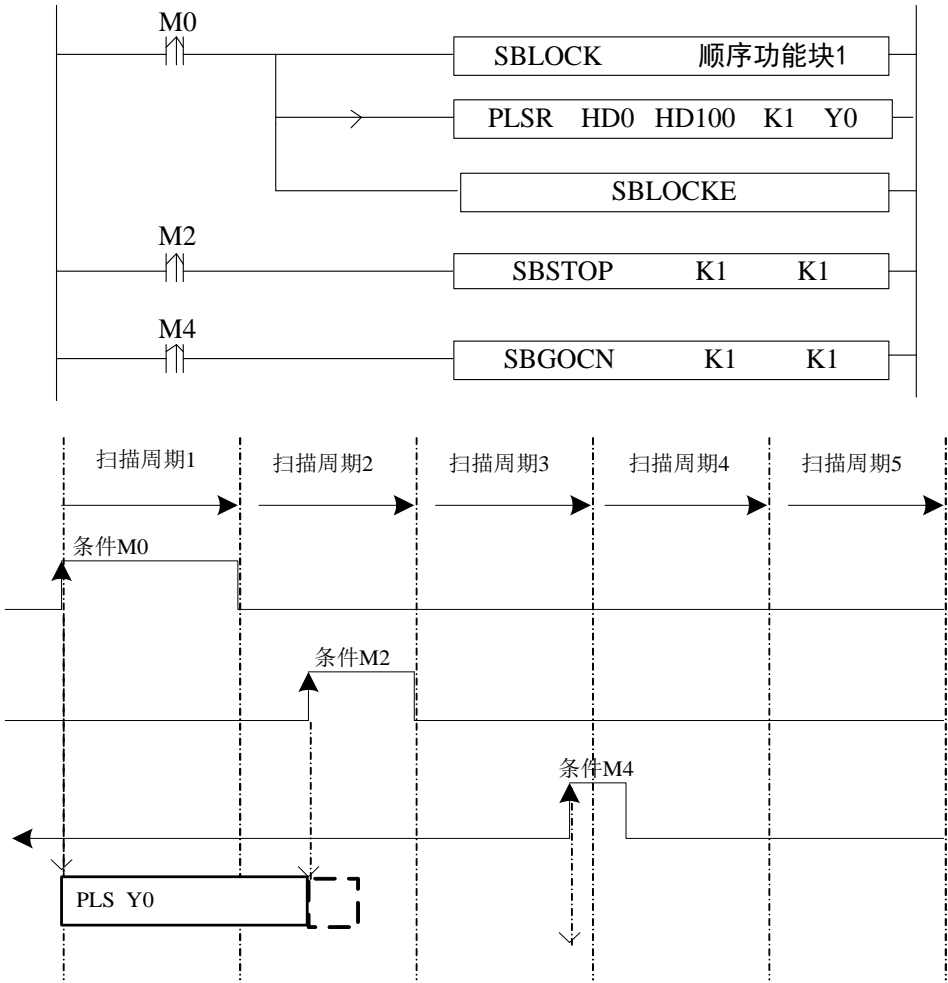 M0
SBLOCK 顺序功能块1
PLSR HD0 HD100 K1 Y0
SBLOCKE
M2
SBSTOP K1 K1
M4
SBGOCN K1 K1
扫描周期1 扫描周期2 扫描周期3 扫描周期4 扫描周期5
条件M0
条件M2
条件M4
PLS Y0